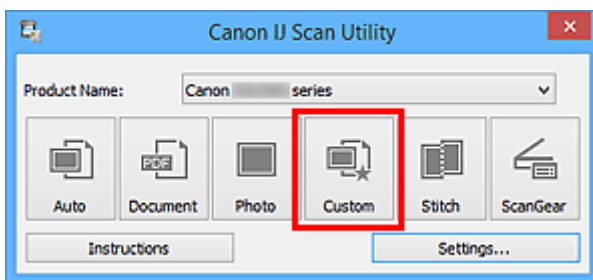 Canon IJ Scan Utility
Product Name: Canon series
PDF
Auto Document Photo Custom Stitch ScanGear
Instructions Settings...